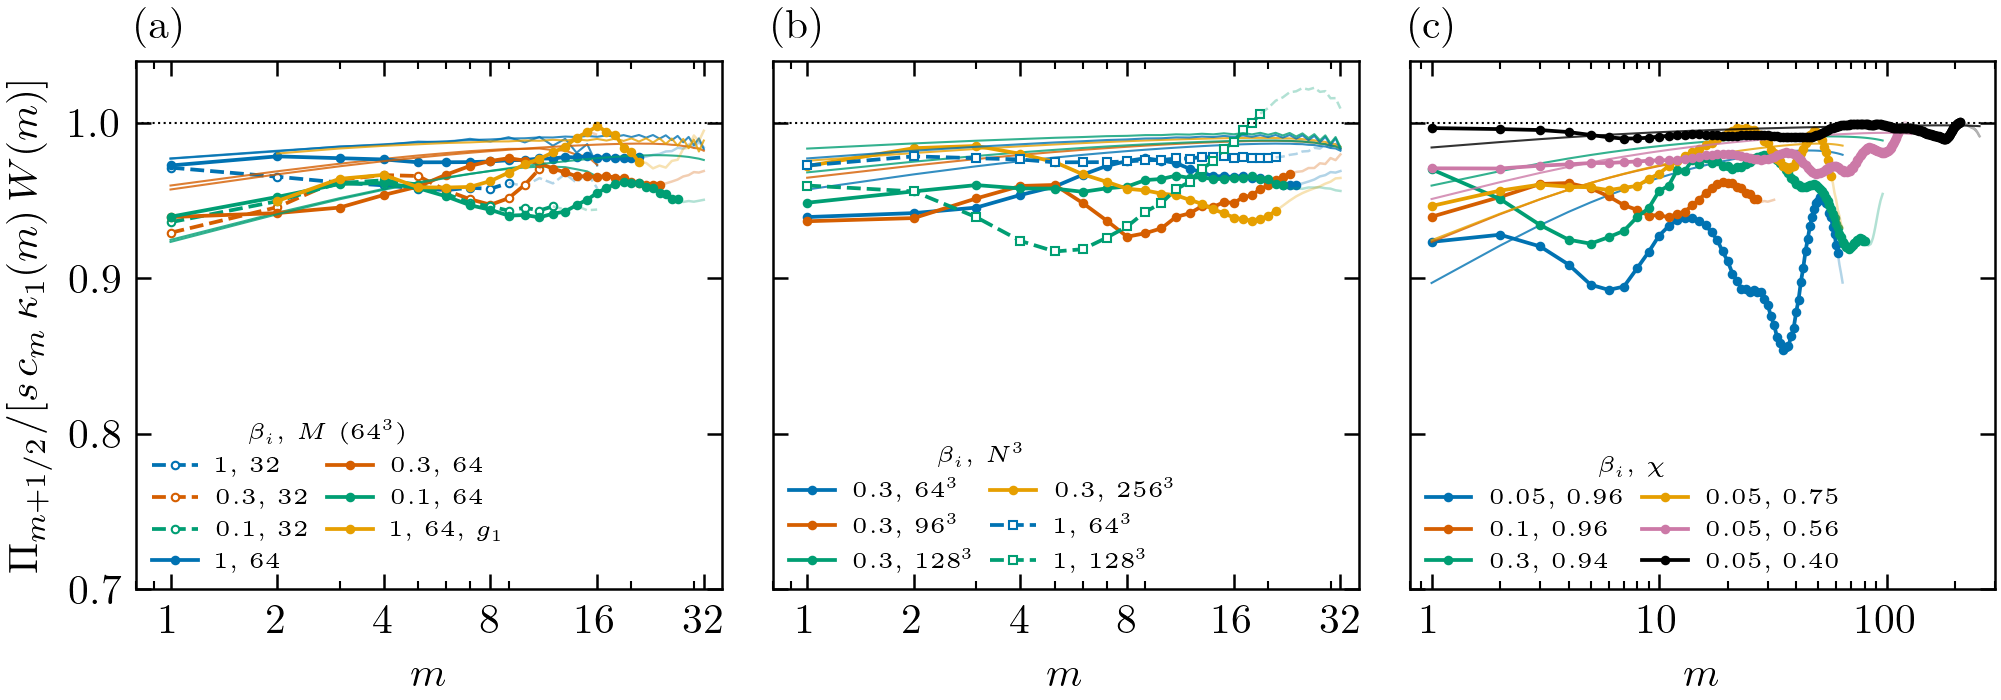 (a)
(b)
(c)
Π_{m+1/2}/[s c_m κ_1(m) W(m)]
1.0
0.9
0.8
0.7
β_i, M (64³)
1, 32
0.3, 64
0.3, 32
0.1, 64
0.1, 32
1, 64, g₁
1, 64
β_i, N³
0.3, 64³
0.3, 256³
0.3, 96³
1, 64³
0.3, 128³
1, 128³
β_i, χ
0.05, 0.96
0.05, 0.75
0.1, 0.96
0.05, 0.56
0.3, 0.94
0.05, 0.40
1 2 4 8 16 32
1 2 4 8 16 32
1 10 100
m
m
m